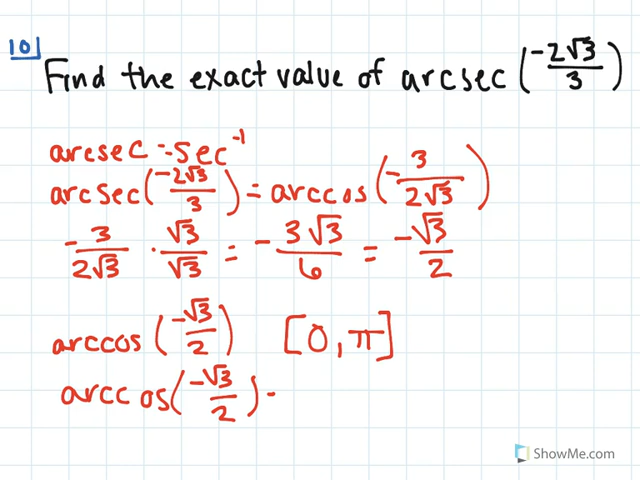 10
Find the exact value of arcsec (-2√3/3)
arcsec = sec⁻¹
arcsec(-2√3/3) = arccos(-3/2√3)
-3/2√3 · √3/√3 = -3√3/6 = -√3/2
arccos(-√3/2) [0, π]
arccos(-√3/2) -
ShowMe.com